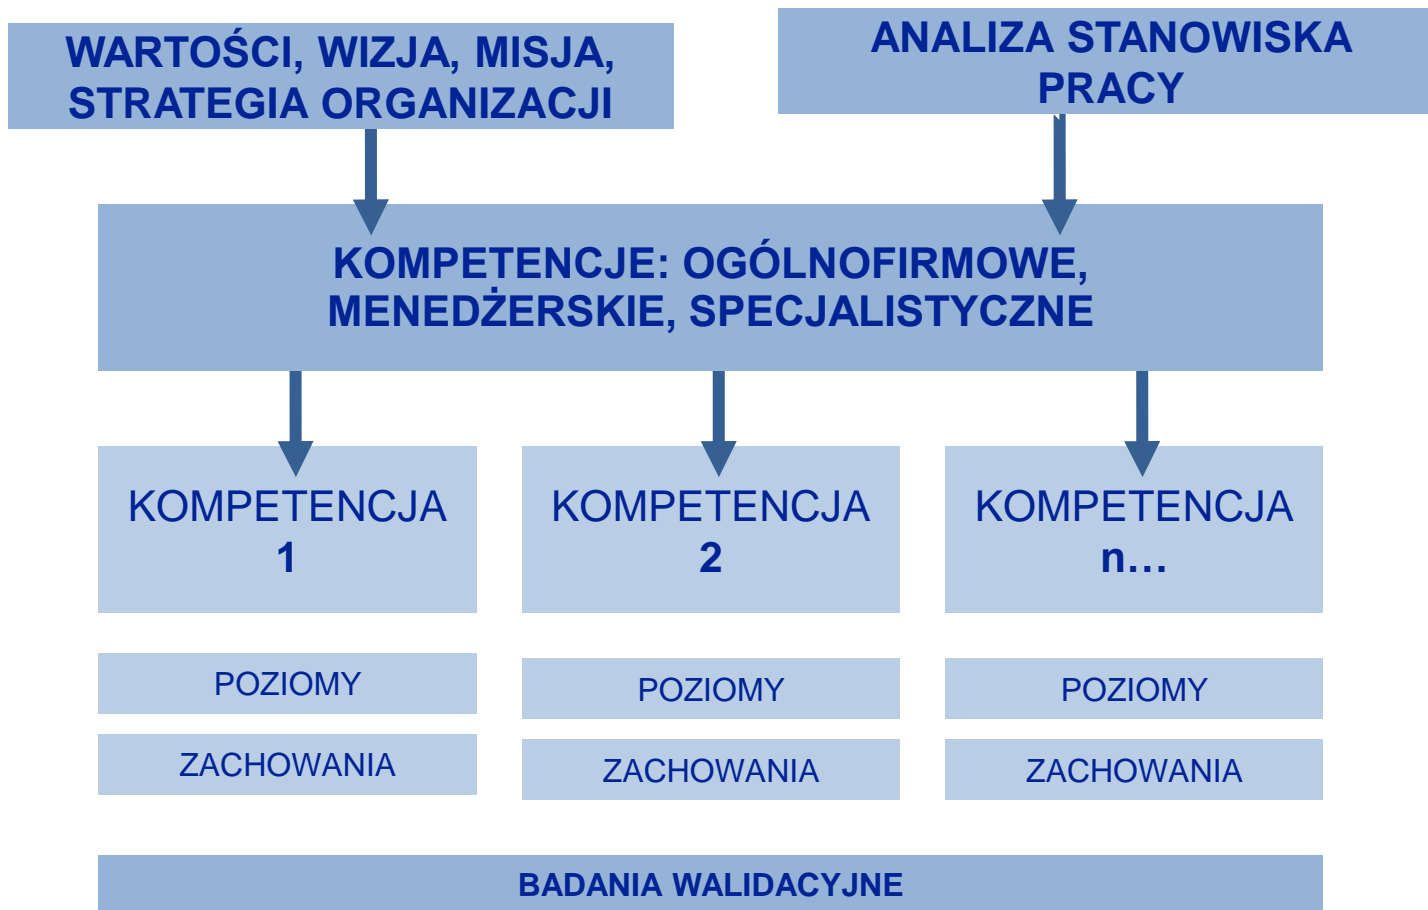 WARTOŚCI, WIZJA, MISJA,
STRATEGIA ORGANIZACJI
ANALIZA STANOWISKA
PRACY
KOMPETENCJE: OGÓLNOFIRMOWE,
MENEDŻERSKIE, SPECJALISTYCZNE
KOMPETENCJA
1
KOMPETENCJA
2
KOMPETENCJA
n…
POZIOMY
POZIOMY
POZIOMY
ZACHOWANIA
ZACHOWANIA
ZACHOWANIA
BADANIA WALIDACYJNE